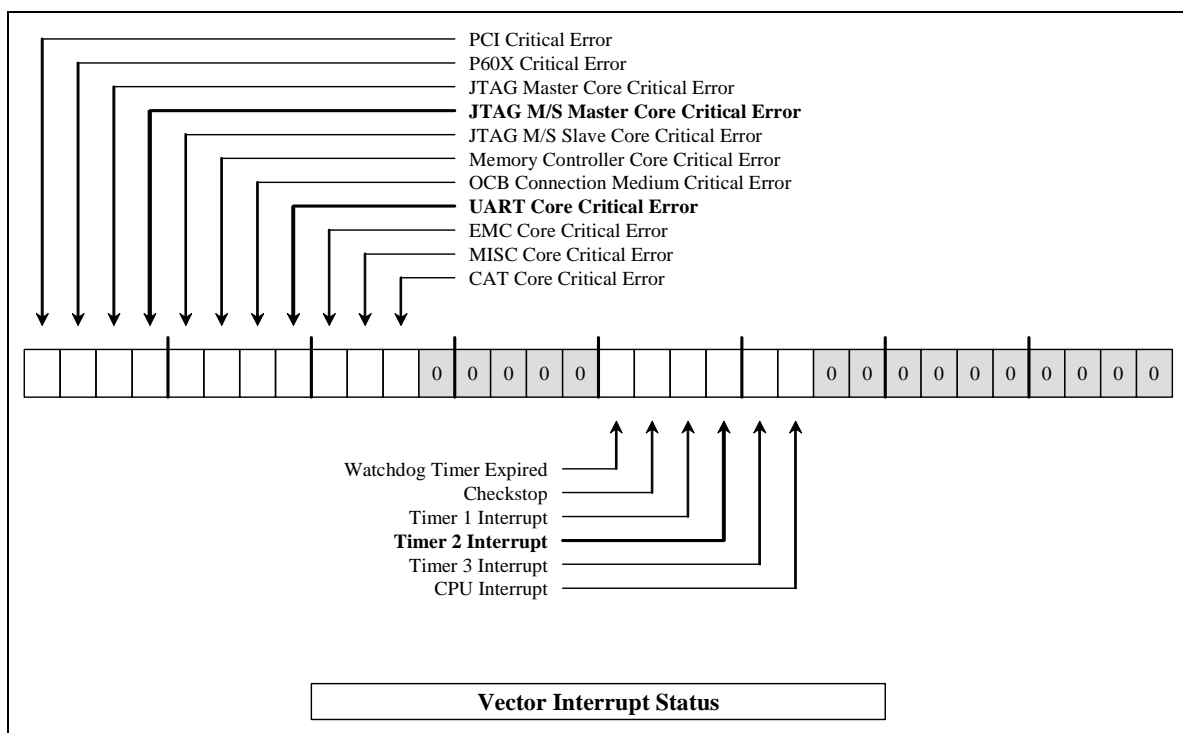 PCI Critical Error
P60X Critical Error
JTAG Master Core Critical Error
JTAG M/S Master Core Critical Error
JTAG M/S Slave Core Critical Error
Memory Controller Core Critical Error
OCB Connection Medium Critical Error
UART Core Critical Error
EMC Core Critical Error
MISC Core Critical Error
CAT Core Critical Error
0 0 0 0 0 0 0 0 0 0 0 0 0 0 0
Watchdog Timer Expired
Checkstop
Timer 1 Interrupt
Timer 2 Interrupt
Timer 3 Interrupt
CPU Interrupt
Vector Interrupt Status